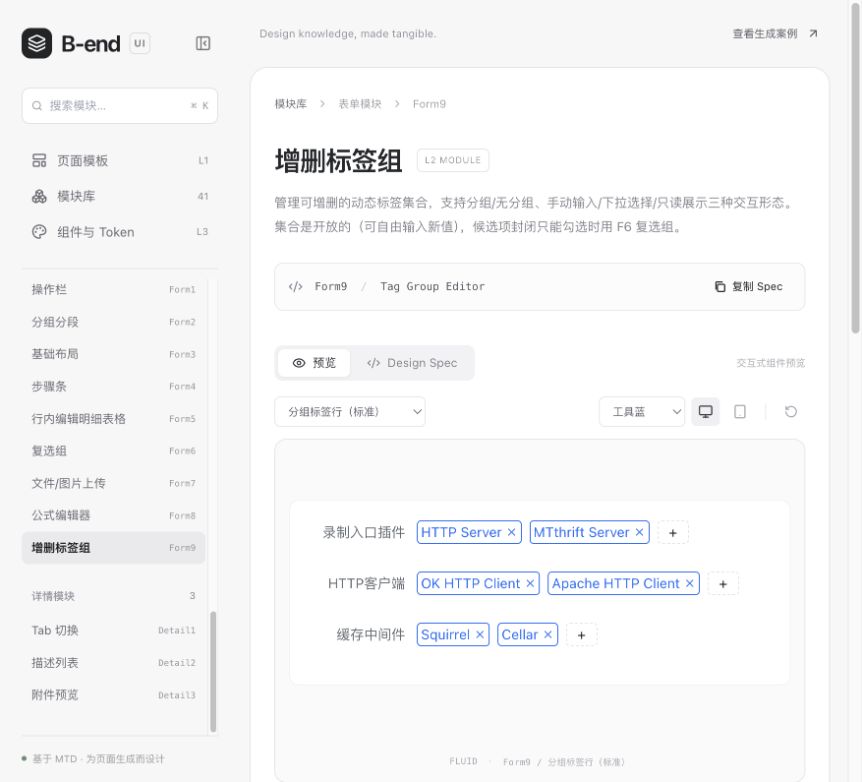 B-end UI
Design knowledge, made tangible.
查看生成案例
搜索模块... ⌘ K
页面模板 L1
模块库 41
组件与 Token L3
操作栏 Form1
分组分段 Form2
基础布局 Form3
步骤条 Form4
行内编辑明细表格 Form5
复选组 Form6
文件/图片上传 Form7
公式编辑器 Form8
增删标签组 Form9
详情模块 3
Tab 切换 Detail1
描述列表 Detail2
附件预览 Detail3
基于 MTD · 为页面生成而设计
模块库 > 表单模块 > Form9
增删标签组 L2 MODULE
管理可增删的动态标签集合，支持分组/无分组、手动输入/下拉选择/只读展示三种交互形态。
集合是开放的（可自由输入新值），候选项封闭只能勾选时用 F6 复选组。
</> Form9 / Tag Group Editor 复制 Spec
预览 </> Design Spec 交互式组件预览
分组标签行（标准） 工具蓝
录制入口插件 HTTP Server × MTthrift Server × +
HTTP客户端 OK HTTP Client × Apache HTTP Client × +
缓存中间件 Squirrel × Cellar × +
FLUID · Form9 / 分组标签行（标准）